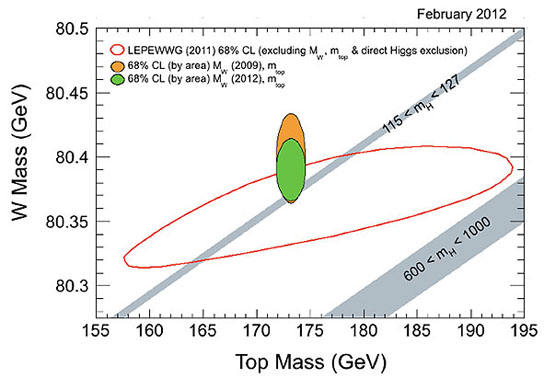 February 2012
LEPEWWG (2011) 68% CL (excluding M_W, m_top & direct Higgs exclusion)
68% CL (by area) M_W (2009), m_top
68% CL (by area) M_W (2012), m_top
115 < m_H < 127
600 < m_H < 1000
W Mass (GeV)
80.5
80.45
80.4
80.35
80.3
155 160 165 170 175 180 185 190 195
Top Mass (GeV)